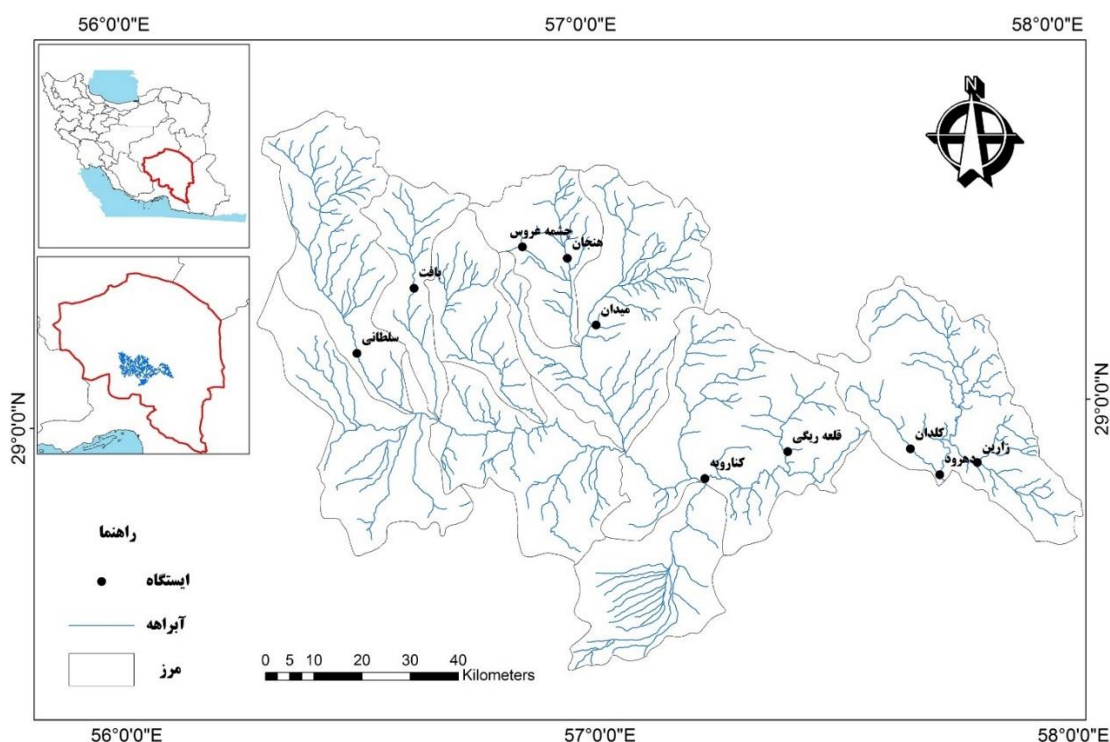 56°0'0"E 57°0'0"E 58°0'0"E
N
چشمه عروس
هنجان
بافت
میدان
سلطانی
29°0'0"N
29°0'0"N
کلدان
زارین
قلعه ریگی
دهرود
کنارویه
راهنما
ایستگاه
آبراهه
مرز
0 5 10 20 30 40
Kilometers
56°0'0"E 57°0'0"E 58°0'0"E